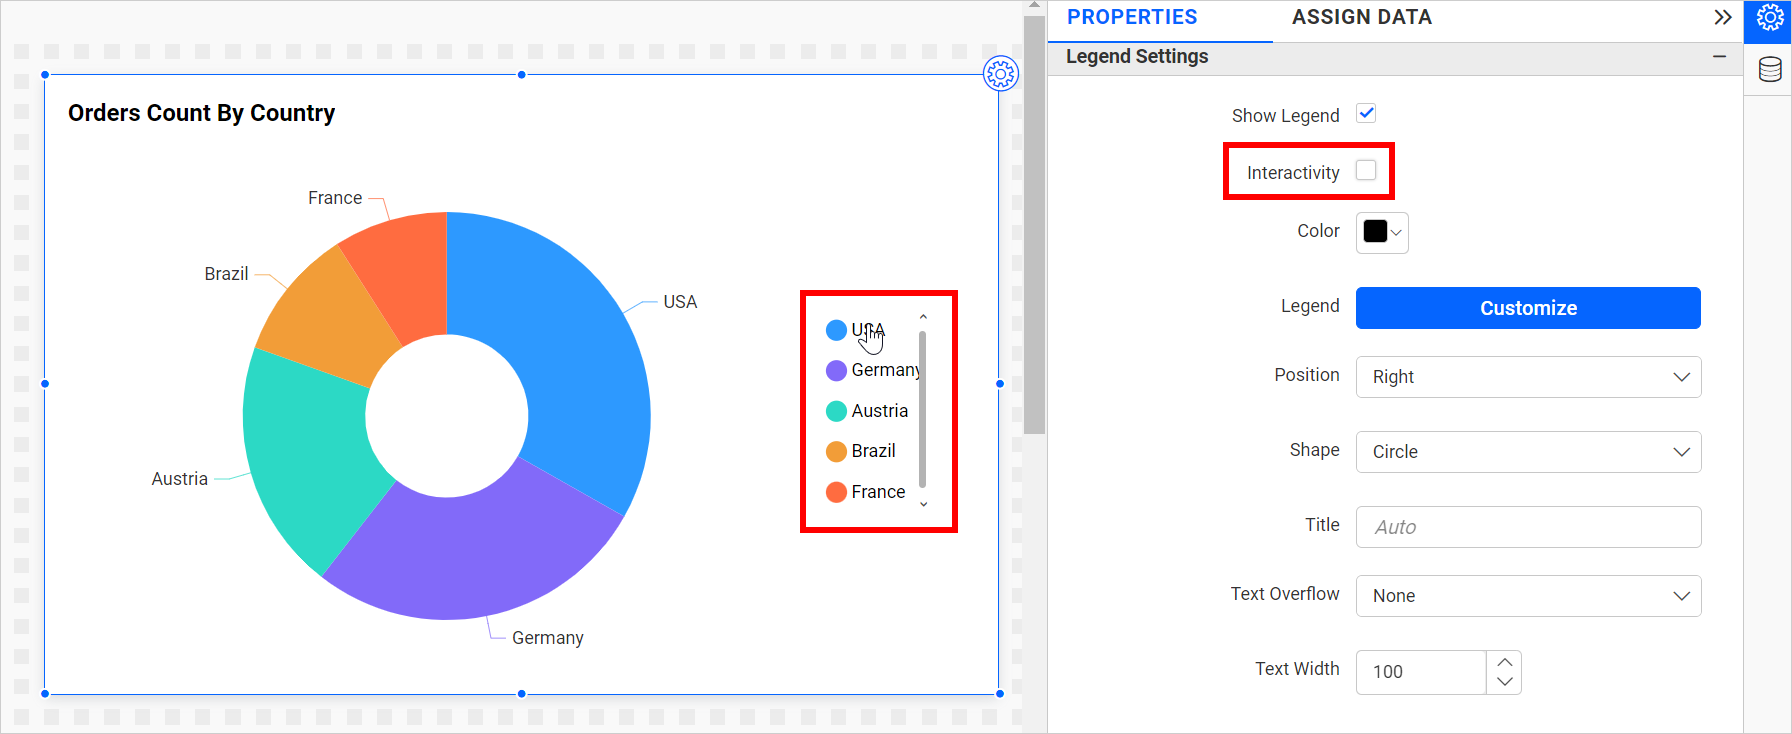 Orders Count By Country
France
Brazil
USA
Austria
Germany
USA
Germany
Austria
Brazil
France
PROPERTIES
ASSIGN DATA
Legend Settings
Show Legend
Interactivity
Color
Legend
Customize
Position
Right
Shape
Circle
Title
Auto
Text Overflow
None
Text Width
100